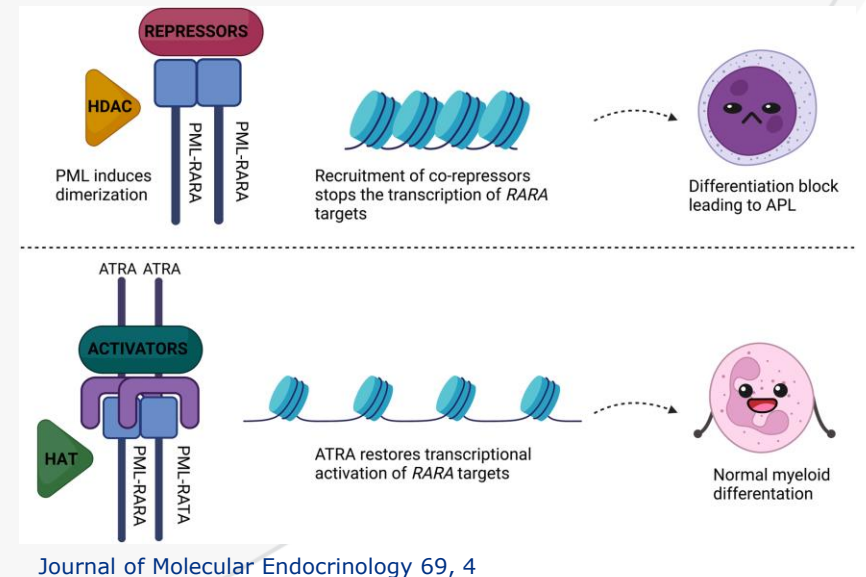 REPRESSORS
HDAC
PML-RARA
PML-RARA
PML induces
dimerization
Recruitment of co-repressors
stops the transcription of RARA
targets
Differentiation block
leading to APL
ATRA ATRA
ACTIVATORS
HAT
PML-RARA
PML-RATA
ATRA restores transcriptional
activation of RARA targets
Normal myeloid
differentation
Journal of Molecular Endocrinology 69, 4